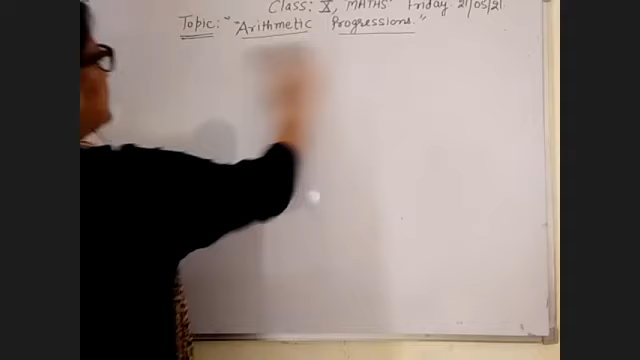 Class: X, MATHS Friday 21/05/21.
Topic: "Arithmetic Progressions."